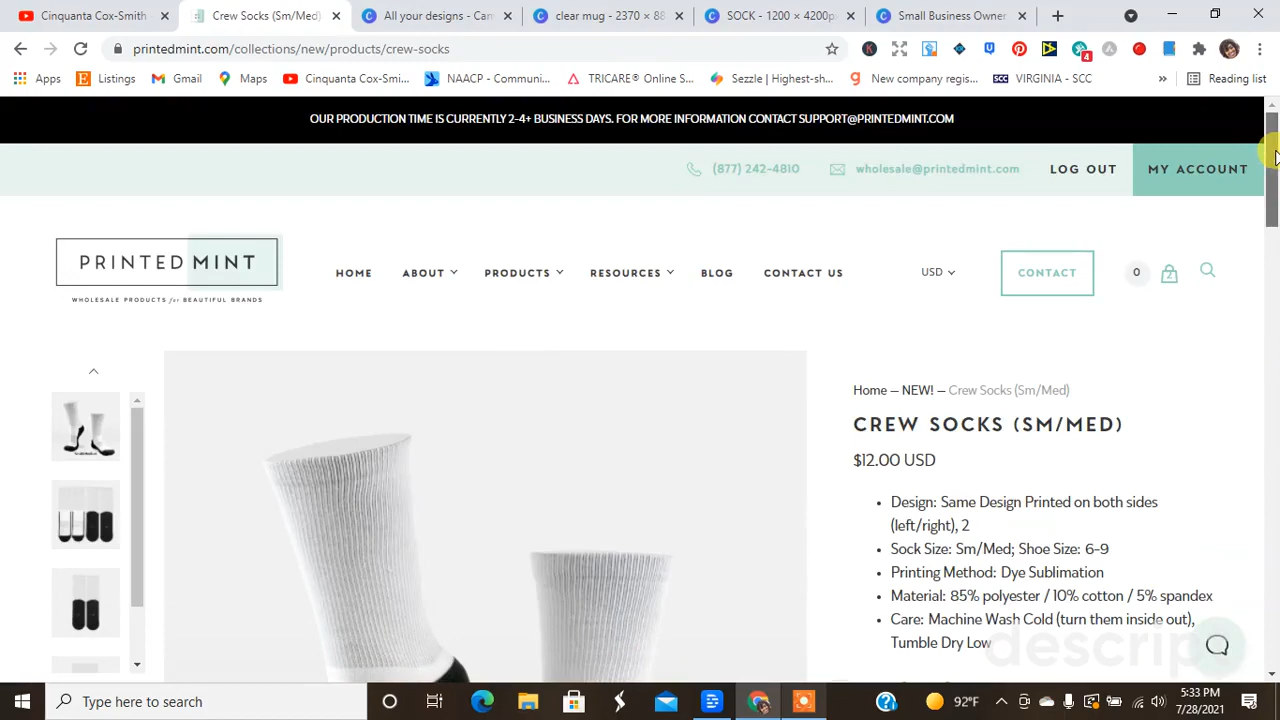 Cinquanta Cox-Smith
Crew Socks (Sm/Med)
All your designs - Can
clear mug - 2370 × 88
SOCK - 1200 × 4200p
Small Business Owner
printedmint.com/collections/new/products/crew-socks
4
Apps
Listings
Gmail
Maps
Cinquanta Cox-Smi...
NAACP - Communi...
TRICARE® Online S...
Sezzle | Highest-sh...
New company regis...
SCC VIRGINIA - SCC
»
Reading list
OUR PRODUCTION TIME IS CURRENTLY 2-4+ BUSINESS DAYS. FOR MORE INFORMATION CONTACT SUPPORT@PRINTEDMINT.COM
(877) 242-4810
wholesale@printedmint.com
LOG OUT
MY ACCOUNT
PRINTED MINT
WHOLESALE PRODUCTS for BEAUTIFUL BRANDS
HOME
ABOUT
PRODUCTS
RESOURCES
BLOG
CONTACT US
USD
CONTACT
0
2
Home – NEW! – Crew Socks (Sm/Med)
CREW SOCKS (SM/MED)
$12.00 USD
• Design: Same Design Printed on both sides
(left/right), 2
• Sock Size: Sm/Med; Shoe Size: 6-9
• Printing Method: Dye Sublimation
• Material: 85% polyester / 10% cotton / 5% spandex
• Care: Machine Wash Cold (turn them inside out),
Tumble Dry Low
descript
Type here to search
92°F
5:33 PM
7/28/2021